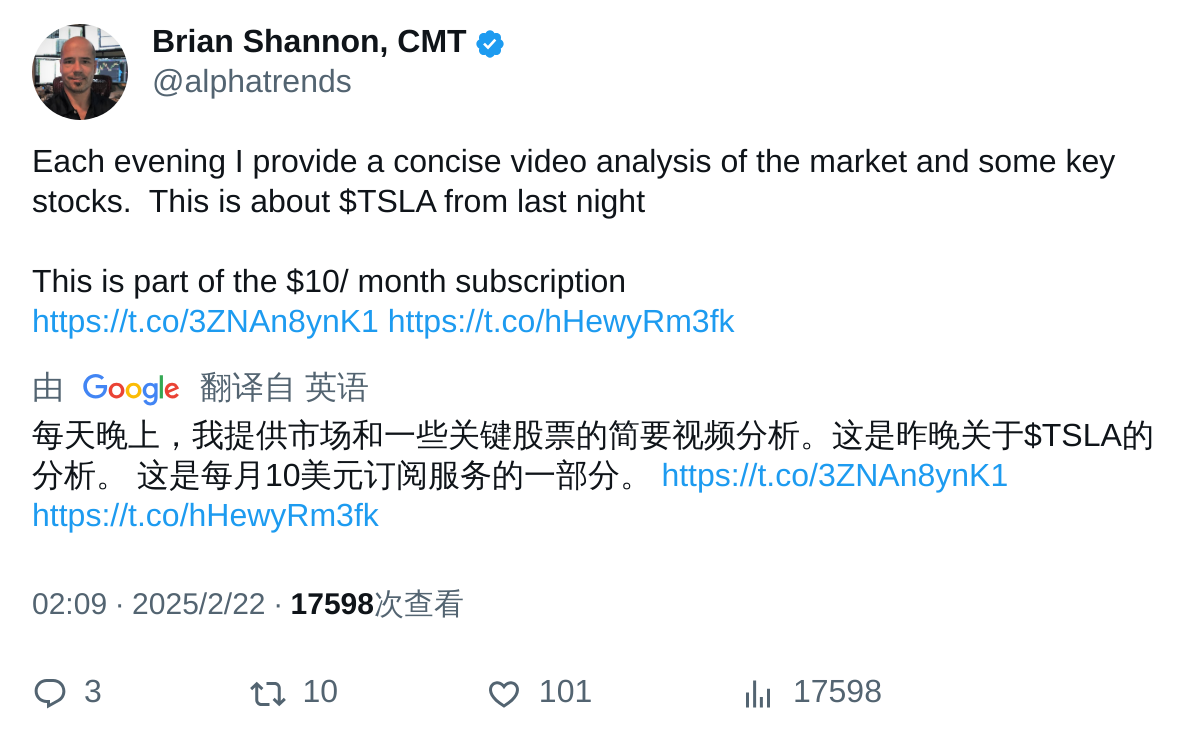 Brian Shannon, CMT
@alphatrends
Each evening I provide a concise video analysis of the market and some key
stocks.  This is about $TSLA from last night
This is part of the $10/ month subscription
https://t.co/3ZNAn8ynK1 https://t.co/hHewyRm3fk
由 Google 翻译自 英语
每天晚上，我提供市场和一些关键股票的简要视频分析。这是昨晚关于$TSLA的
分析。 这是每月10美元订阅服务的一部分。 https://t.co/3ZNAn8ynK1
https://t.co/hHewyRm3fk
02:09 · 2025/2/22 · 17598次查看
3 10 101 17598